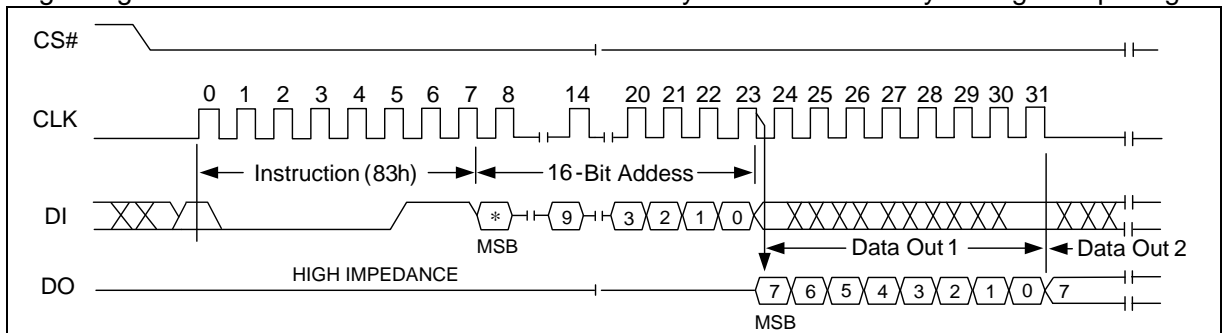 CS#
0 1 2 3 4 5 6 7 8 14 20 21 22 23 24 25 26 27 28 29 30 31
CLK
Instruction (83h) 16-Bit Addess
DI * 9 3 2 1 0
MSB Data Out 1 Data Out 2
HIGH IMPEDANCE
DO 7 6 5 4 3 2 1 0 7
MSB